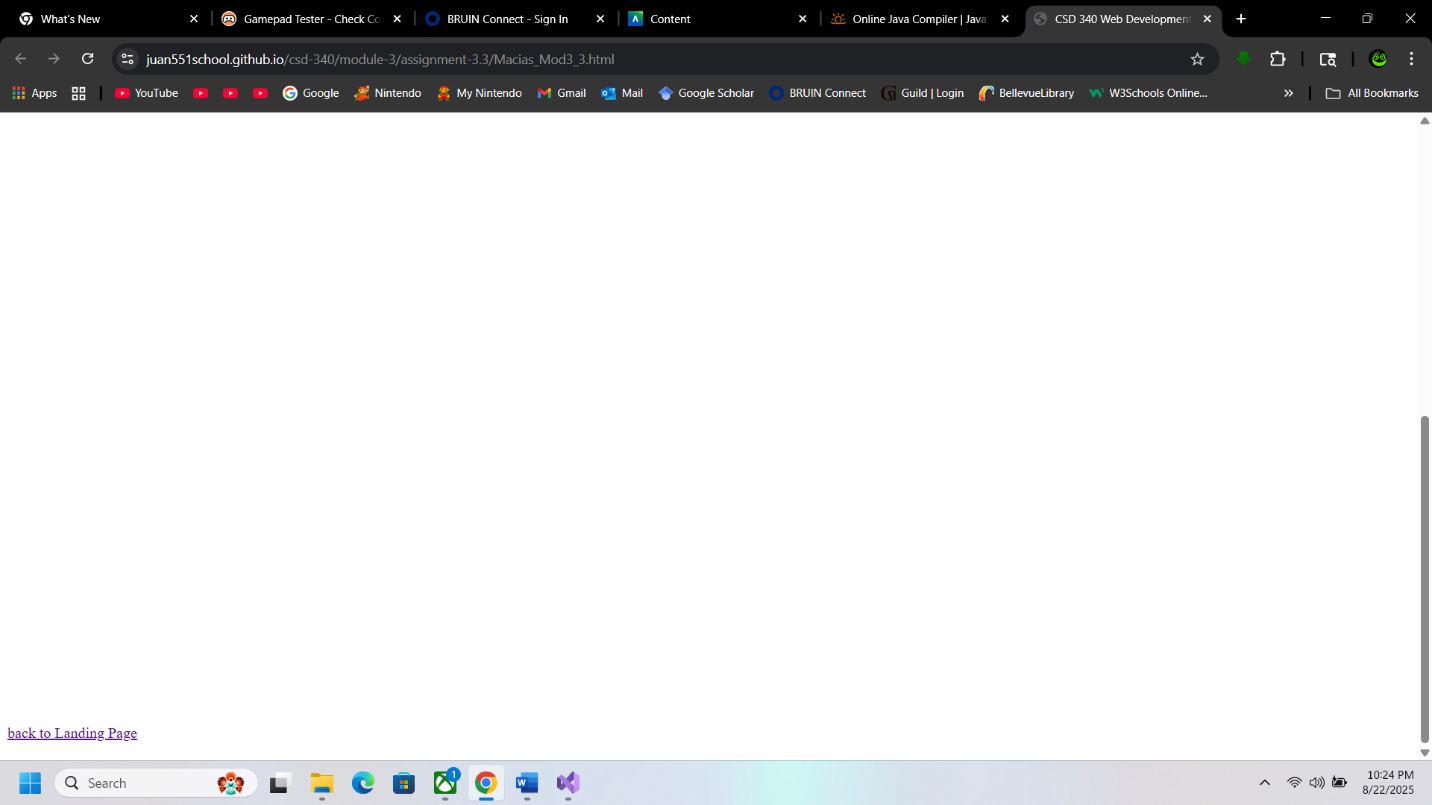 What's New
Gamepad Tester - Check Co
BRUIN Connect - Sign In
Content
Online Java Compiler | Java
CSD 340 Web Development
juan551school.github.io/csd-340/module-3/assignment-3.3/Macias_Mod3_3.html
Apps YouTube Google Nintendo My Nintendo Gmail Mail Google Scholar BRUIN Connect Guild | Login BellevueLibrary W3Schools Online... » All Bookmarks
back to Landing Page
Search
1
10:24 PM
8/22/2025